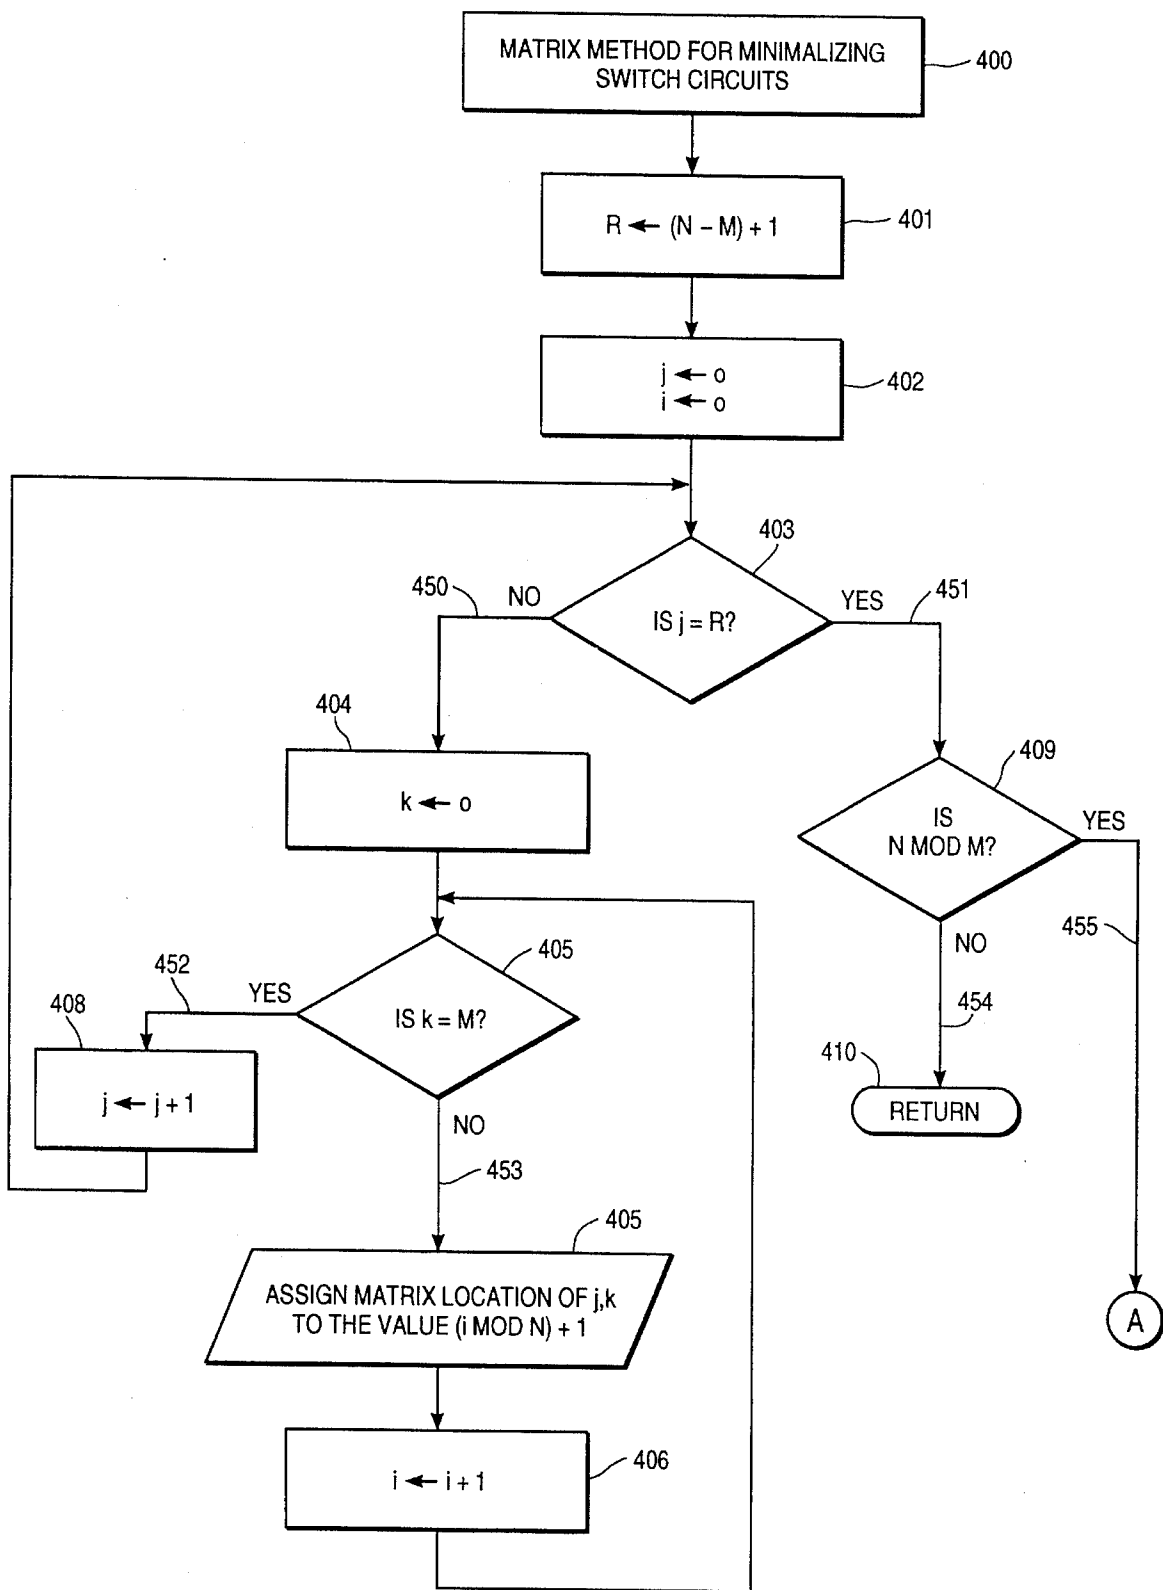 MATRIX METHOD FOR MINIMALIZING
SWITCH CIRCUITS
400
R ← (N – M) + 1
401
j ← o
i ← o
402
403
450
NO
IS j = R?
YES
451
404
k ← o
409
IS
N MOD M?
YES
455
NO
454
410
RETURN
A
405
452
YES
IS k = M?
408
j ← j + 1
NO
453
405
ASSIGN MATRIX LOCATION OF j,k
TO THE VALUE (i MOD N) + 1
i ← i + 1
406